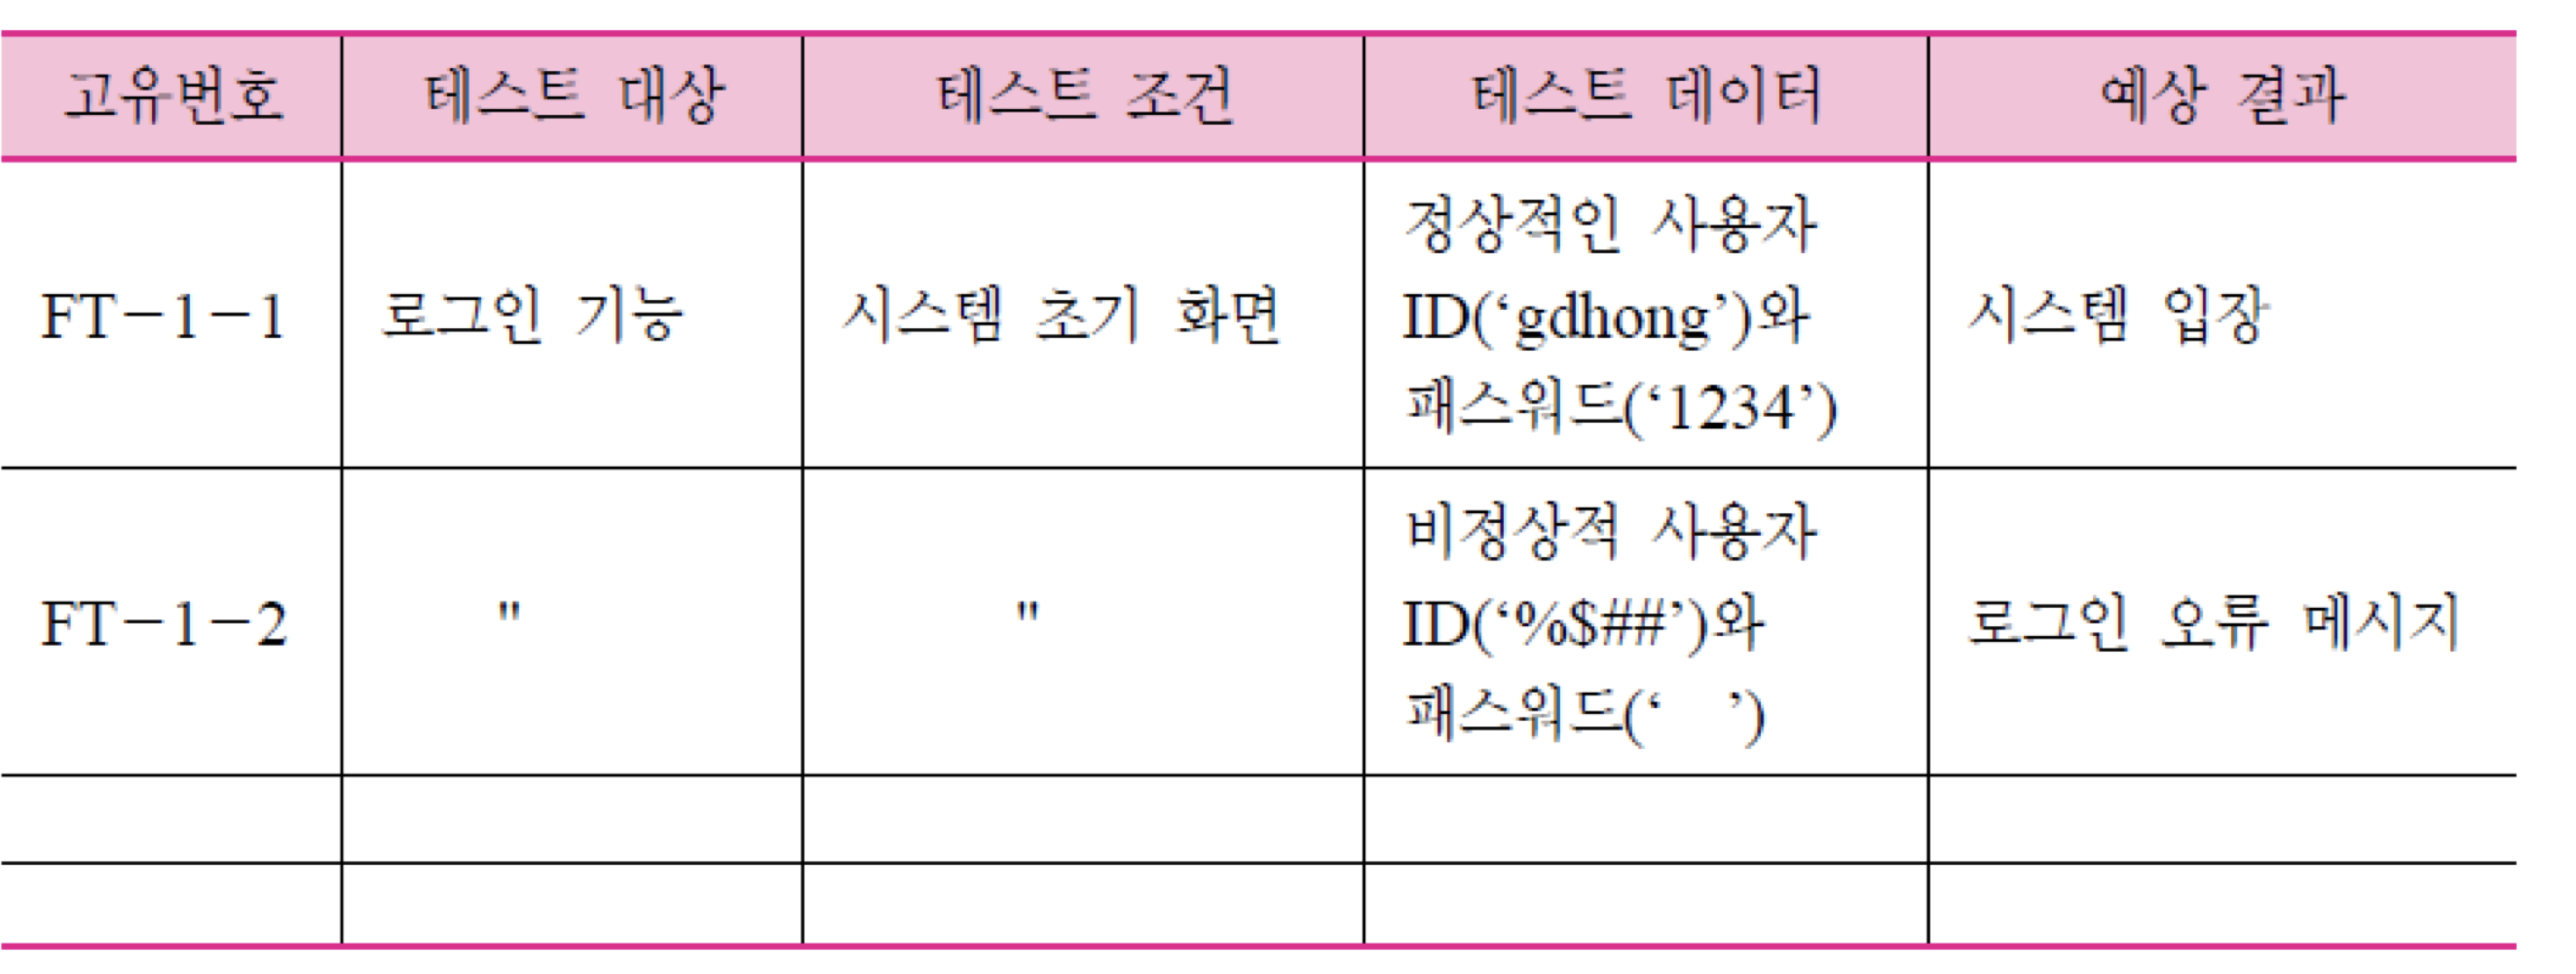 고유번호 테스트 대상 테스트 조건 테스트 데이터 예상 결과
정상적인 사용자
FT-1-1 로그인 기능 시스템 초기 화면 ID(‘gdhong’)와 시스템 입장
패스워드(‘1234’)
비정상적 사용자
FT-1-2 " " ID(‘%$##’)와 로그인 오류 메시지
패스워드(‘ ’)